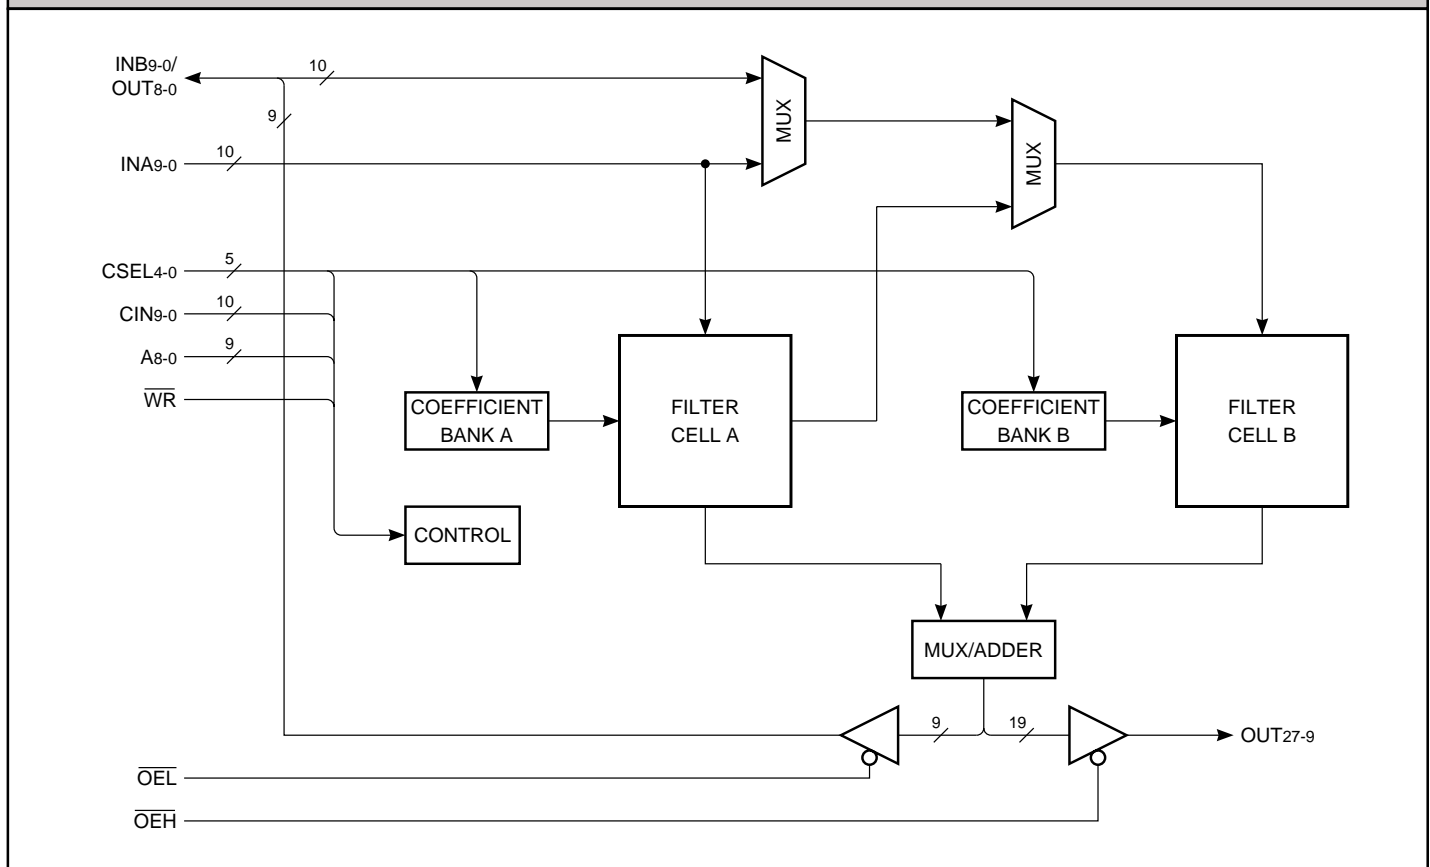 INB9-0/
OUT8-0
10
9
MUX
INA9-0
10
MUX
CSEL4-0
5
CIN9-0
10
A8-0
9
WR
COEFFICIENT
BANK A
FILTER
CELL A
COEFFICIENT
BANK B
FILTER
CELL B
CONTROL
MUX/ADDER
9
19
OUT27-9
OEL
OEH